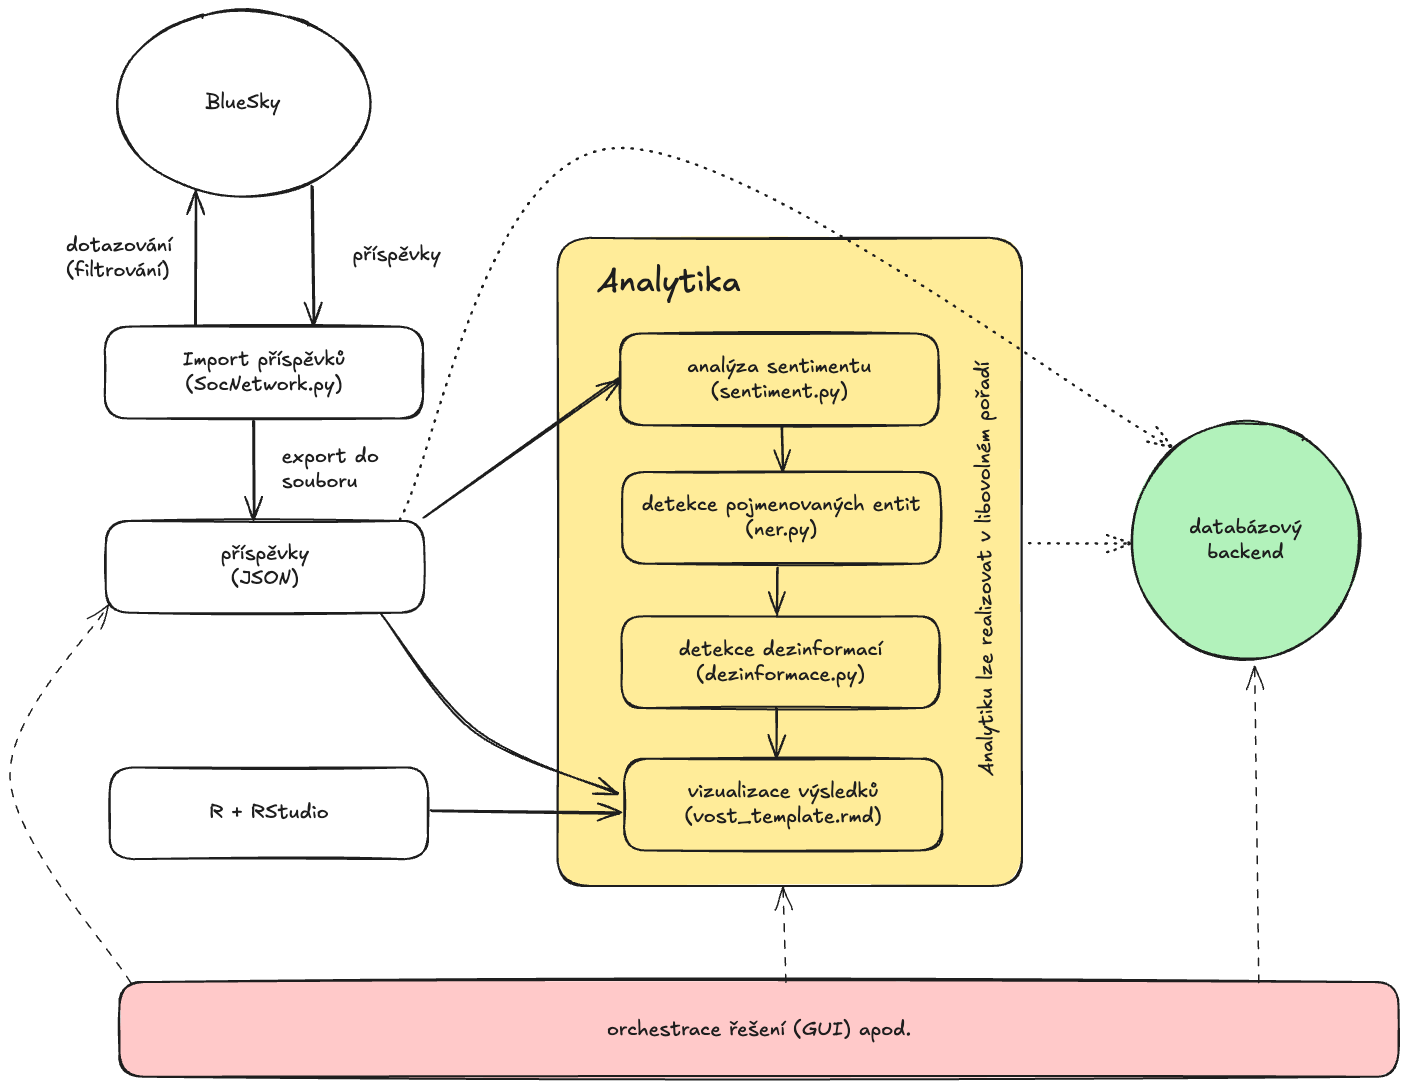 BlueSky
dotazování
(filtrování)
příspěvky
Import příspěvků
(SocNetwork.py)
export do
souboru
příspěvky
(JSON)
R + RStudio
Analytika
analýza sentimentu
(sentiment.py)
detekce pojmenovaných entit
(ner.py)
detekce dezinformací
(dezinformace.py)
vizualizace výsledků
(vost_template.rmd)
Analytiku lze realizovat v libovolném pořadí
databázový
backend
orchestrace řešení (GUI) apod.